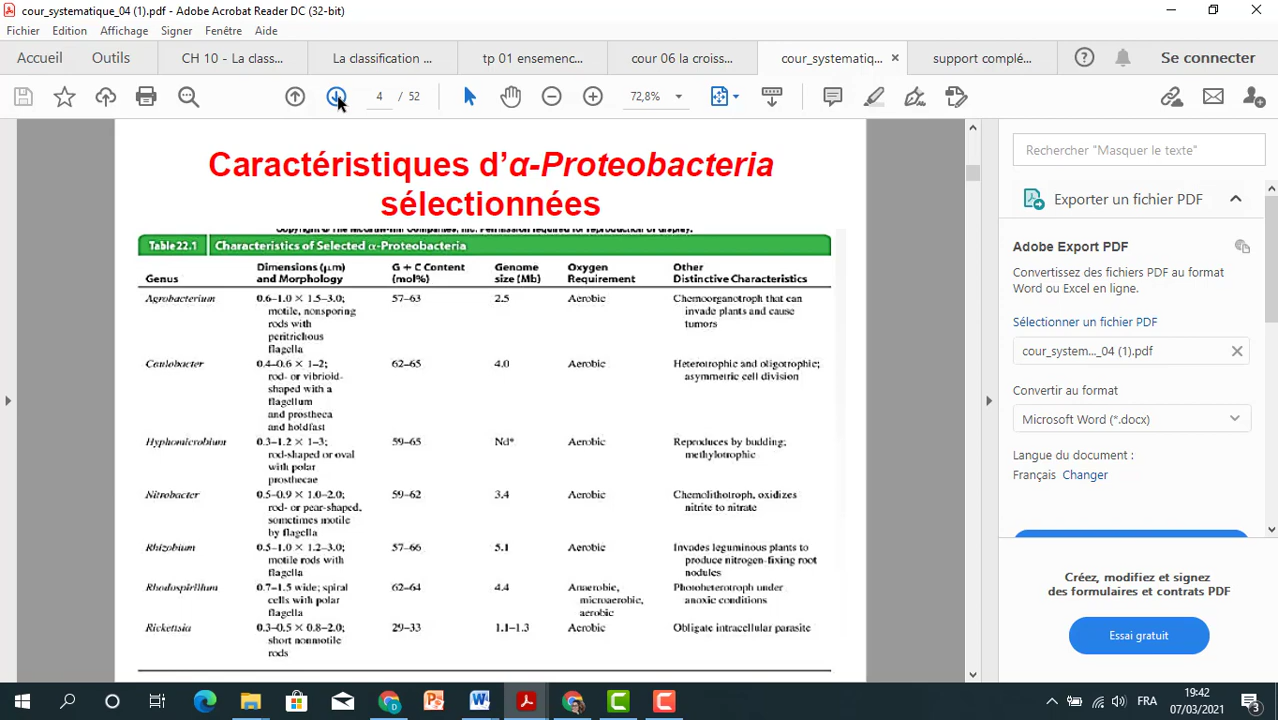 cour_systematique_04 (1).pdf - Adobe Acrobat Reader DC (32-bit)
Fichier Edition Affichage Signer Fenêtre Aide
Accueil Outils CH 10 - La class... La classification ... tp 01 ensemenc... cour 06 la croiss... cour_systematiq... × support complé... Se connecter
4 / 52 72,8%
Caractéristiques d’α-Proteobacteria
sélectionnées
Copyright © The McGraw-Hill Companies, Inc. Permission required for reproduction or display.
Table 22.1 Characteristics of Selected α-Proteobacteria
Genus Dimensions (μm) and Morphology G + C Content (mol%) Genome size (Mb) Oxygen Requirement Other Distinctive Characteristics
Agrobacterium 0.6–1.0 × 1.5–3.0; 57–63 2.5 Aerobic Chemoorganotroph that can
motile, nonsporing invade plants and cause
rods with tumors
peritrichous
flagella
Caulobacter 0.4–0.6 × 1–2; 62–65 4.0 Aerobic Heterotrophic and oligotrophic;
rod- or vibrioid- asymmetric cell division
shaped with a
flagellum
and prostheca
and holdfast
Hyphomicrobium 0.3–1.2 × 1–3; 59–65 Nd* Aerobic Reproduces by budding;
rod-shaped or oval methylotrophic
with polar
prosthecae
Nitrobacter 0.5–0.9 × 1.0–2.0; 59–62 3.4 Aerobic Chemolithotroph, oxidizes
rod- or pear-shaped, nitrite to nitrate
sometimes motile
by flagella
Rhizobium 0.5–1.0 × 1.2–3.0; 57–66 5.1 Aerobic Invades leguminous plants to
motile rods with produce nitrogen-fixing root
flagella nodules
Rhodospirillum 0.7–1.5 wide; spiral 62–64 4.4 Anaerobic, Photoheterotroph under
cells with polar microaerobic, anoxic conditions
flagella aerobic
Rickettsia 0.3–0.5 × 0.8–2.0; 29–33 1.1–1.3 Aerobic Obligate intracellular parasite
short nonmotile
rods
Rechercher "Masquer le texte"
Exporter un fichier PDF
Adobe Export PDF
Convertissez des fichiers PDF au format
Word ou Excel en ligne.
Sélectionner un fichier PDF
cour_system..._04 (1).pdf
Convertir au format
Microsoft Word (*.docx)
Langue du document :
Français Changer
Créez, modifiez et signez
des formulaires et contrats PDF
Essai gratuit
FRA
19:42
07/03/2021
3